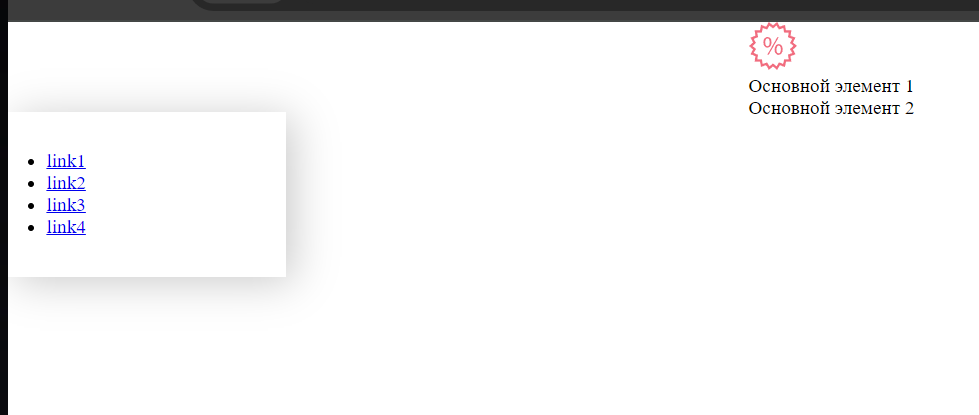 %
Основной элемент 1
Основной элемент 2
link1
link2
link3
link4